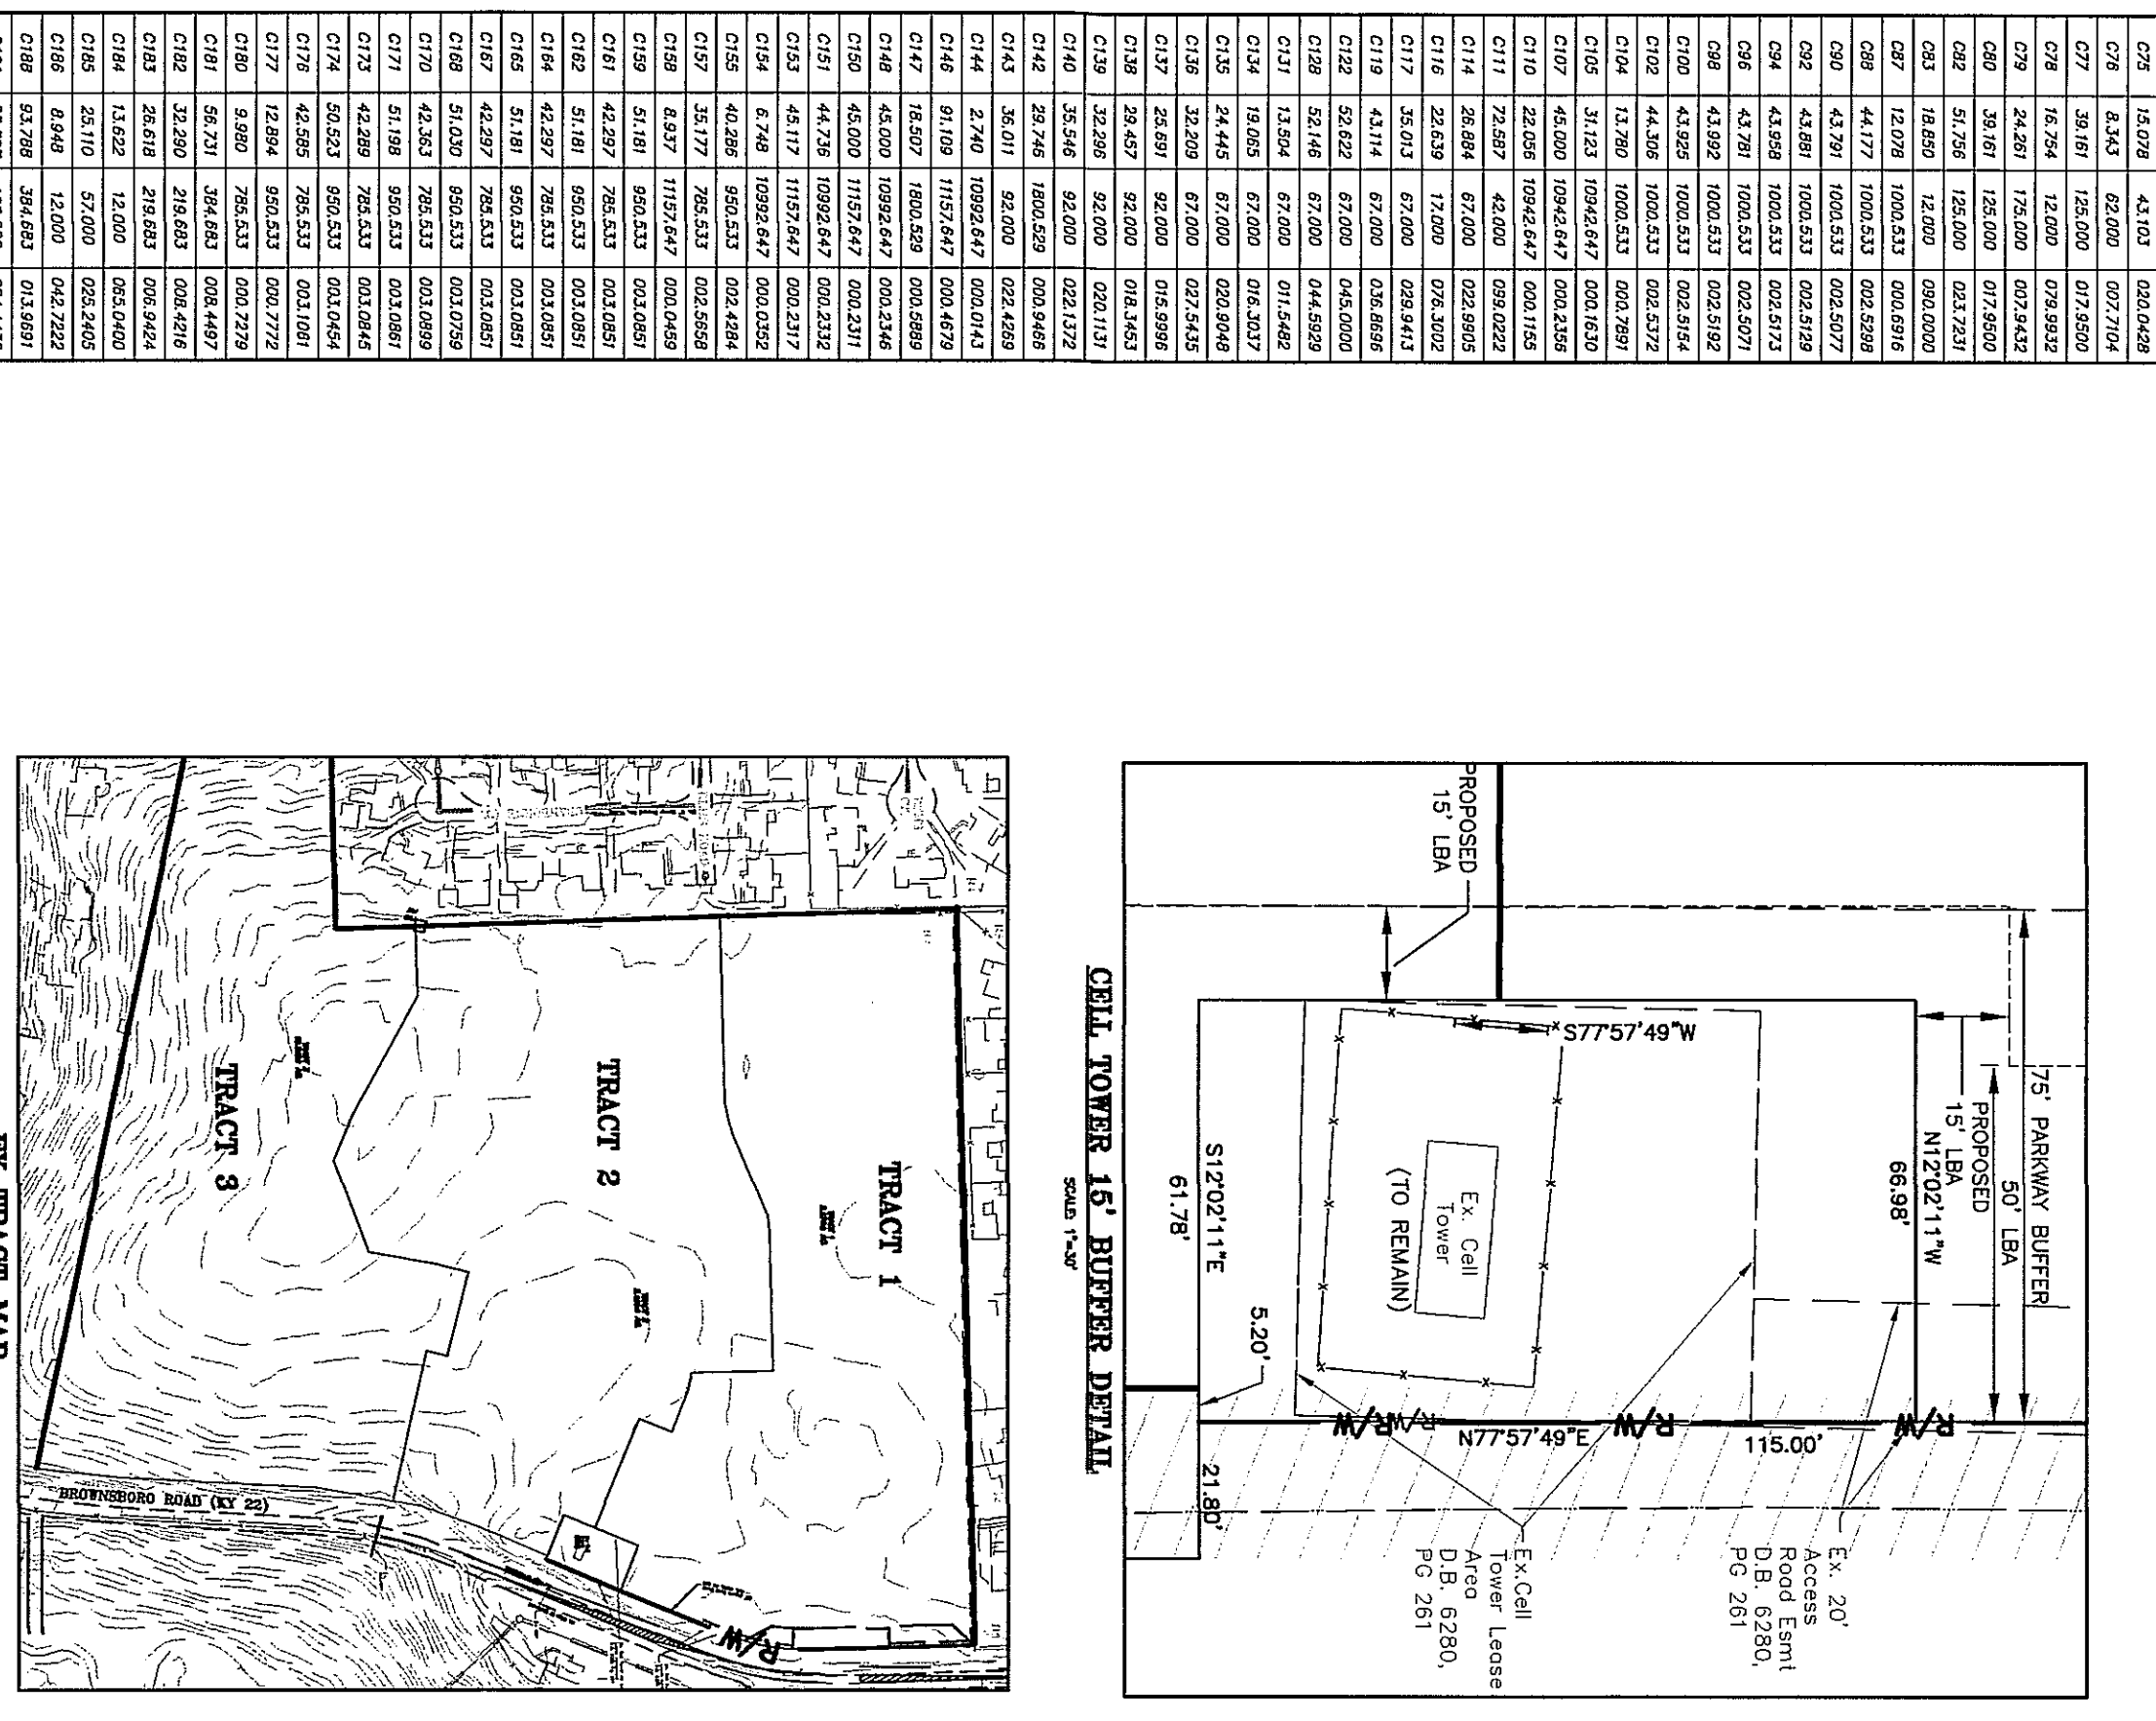 C75 15.078 43.103 020.0428
C76 8.343 62.000 007.7104
C77 39.161 125.000 017.9500
C78 16.754 12.000 079.9932
C79 24.261 175.000 007.9432
C80 39.161 125.000 017.9500
C82 51.756 125.000 023.7231
C83 18.850 12.000 090.0000
C87 12.078 1000.533 000.6916
C88 44.177 1000.533 002.5298
C90 43.791 1000.533 002.5077
C92 43.881 1000.533 002.5129
C94 43.958 1000.533 002.5173
C96 43.781 1000.533 002.5071
C98 43.992 1000.533 002.5192
C100 43.925 1000.533 002.5154
C102 44.306 1000.533 002.5372
C104 13.780 1000.533 000.7891
C105 31.123 10942.647 000.1630
C107 45.000 10942.647 000.2356
C110 22.056 10942.647 000.1155
C111 72.587 42.000 099.0222
C114 26.884 67.000 022.9905
C116 22.639 17.000 076.3002
C117 35.013 67.000 029.9413
C119 43.114 67.000 036.8696
C122 52.622 67.000 045.0000
C128 52.146 67.000 044.5929
C131 13.504 67.000 011.5482
C134 19.065 67.000 016.3037
C135 24.445 67.000 020.9048
C136 32.209 67.000 027.5435
C137 25.691 92.000 015.9996
C138 29.457 92.000 018.3453
C139 32.296 92.000 020.1131
C140 35.546 92.000 022.1372
C142 29.746 1800.529 000.9466
C143 36.011 92.000 022.4269
C144 2.740 10992.647 000.0143
C146 91.109 11157.647 000.4679
C147 18.507 1800.529 000.5889
C148 45.000 10992.647 000.2346
C150 45.000 11157.647 000.2311
C151 44.736 10992.647 000.2332
C153 45.117 11157.647 000.2317
C154 6.748 10992.647 000.0352
C155 40.286 950.533 002.4284
C157 35.177 785.533 002.5658
C158 8.937 11157.647 000.0459
C159 51.181 950.533 003.0851
C161 42.297 785.533 003.0851
C162 51.181 950.533 003.0851
C164 42.297 785.533 003.0851
C165 51.181 950.533 003.0851
C167 42.297 785.533 003.0851
C168 51.030 950.533 003.0759
C170 42.363 785.533 003.0899
C171 51.198 950.533 003.0861
C173 42.289 785.533 003.0845
C174 50.523 950.533 003.0454
C176 42.585 785.533 003.1061
C177 12.894 950.533 000.7772
C180 9.980 785.533 000.7279
C181 56.731 384.683 008.4497
C182 32.290 219.683 008.4216
C183 26.618 219.683 006.9424
C184 13.622 12.000 065.0400
C185 25.110 57.000 025.2405
C186 8.948 12.000 042.7222
C188 93.788 384.683 013.9691
75' PARKWAY BUFFER
50' LBA
PROPOSED
15' LBA
N12°02'11"W
66.98'
PROPOSED
15' LBA
S77°57'49"W
Ex. Cell
Tower
(TO REMAIN)
S12°02'11"E
61.78'
5.20'
21.80'
R/W
R/W
R/W
R/W
N77°57'49"E
115.00'
Ex. 20'
Access
Road Esmt
D.B. 6280,
PG 261
Ex.Cell
Tower Lease
Area
D.B. 6280,
PG 261
CELL TOWER 15' BUFFER DETAIL
SCALE: 1"=30'
TRACT 1
TRACT 2
TRACT 3
R/W
BROWNSBORO ROAD (KY 22)